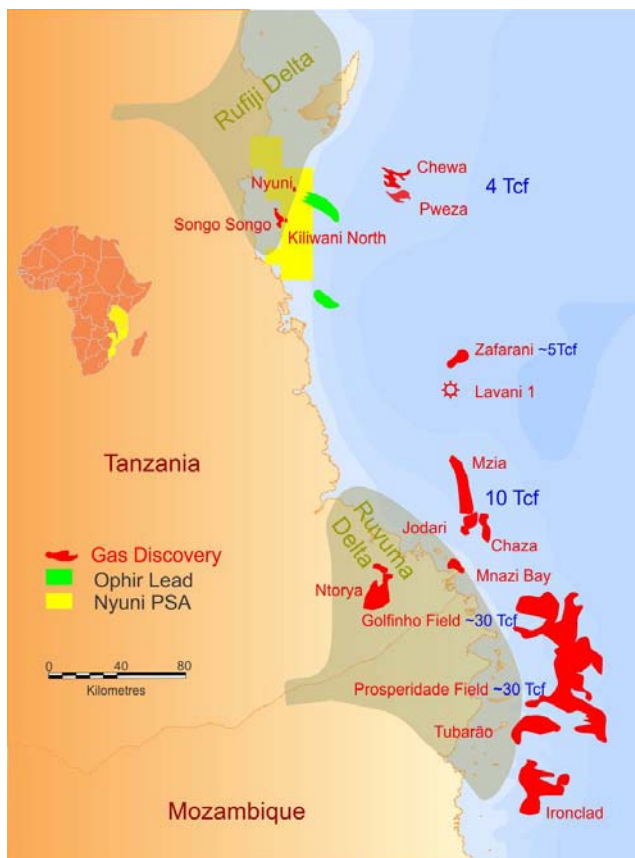 Rufiji Delta
Nyuni
Chewa
4 Tcf
Pweza
Songo Songo
Kiliwani North
Zafarani ~5Tcf
Lavani 1
Tanzania
Mzia
10 Tcf
Jodari
Chaza
Ruvuma
Delta
Mnazi Bay
Ntorya
Golfinho Field ~30 Tcf
Gas Discovery
Ophir Lead
Nyuni PSA
0 40 80
Kilometres
Prosperidade Field ~30 Tcf
Tubarão
Mozambique
Ironclad